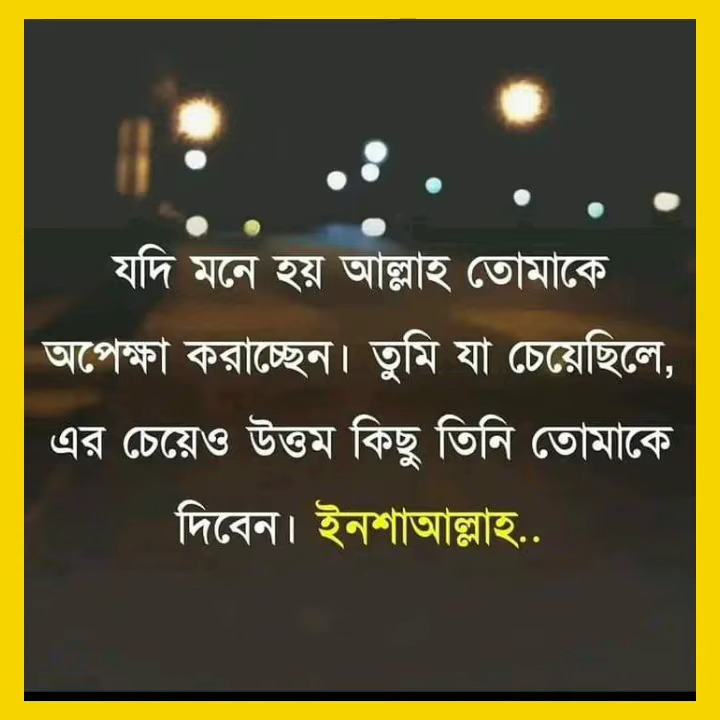 যদি মনে হয় আল্লাহ তোমাকে
অপেক্ষা করাচ্ছেন। তুমি যা চেয়েছিলে,
এর চেয়েও উত্তম কিছু তিনি তোমাকে
দিবেন। ইনশাআল্লাহ..